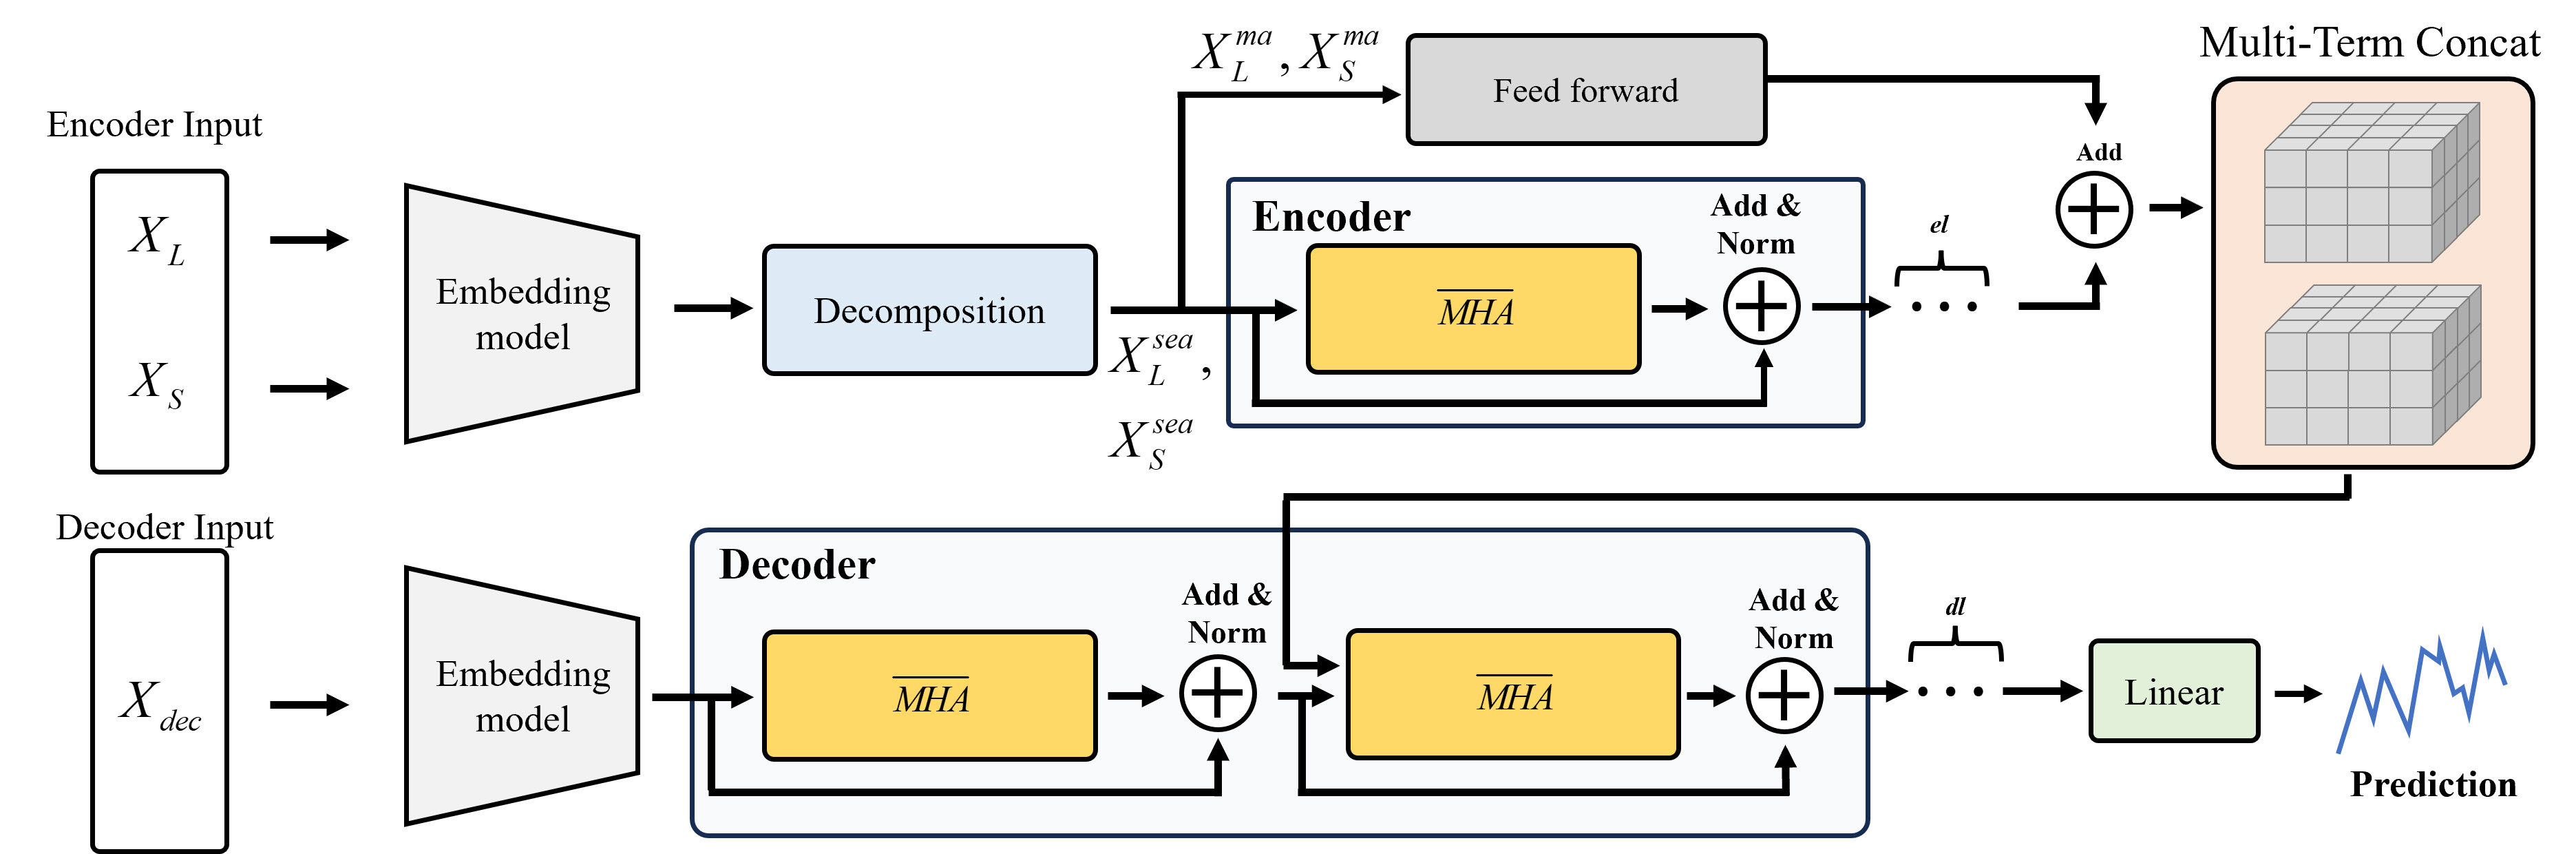 Multi-Term Concat
X_L^{ma}, X_S^{ma}
Feed forward
Encoder Input
X_L
X_S
Embedding
model
Decomposition
X_L^{sea},
X_S^{sea}
Encoder
\overline{MHA}
Add &
Norm
el
Add
Decoder Input
X_{dec}
Embedding
model
Decoder
\overline{MHA}
Add &
Norm
\overline{MHA}
Add &
Norm
dl
Linear
Prediction